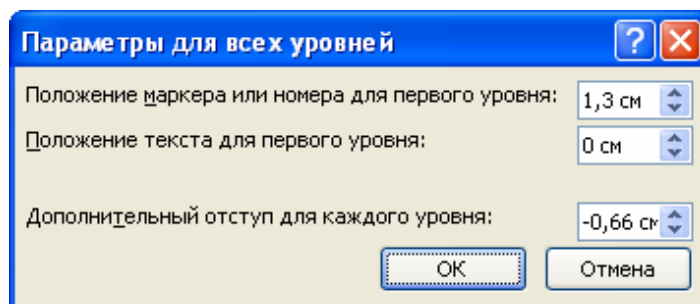 Параметры для всех уровней
Положение маркера или номера для первого уровня: 1,3 см
Положение текста для первого уровня: 0 см
Дополнительный отступ для каждого уровня: -0,66 см
ОК Отмена